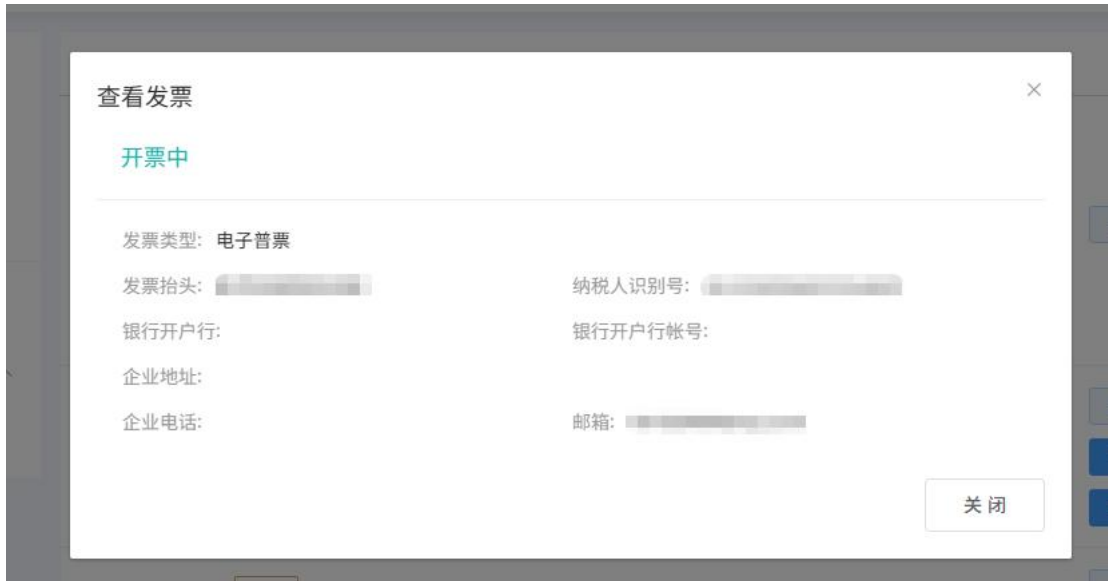 查看发票
开票中
发票类型: 电子普票
发票抬头:
纳税人识别号:
银行开户行:
银行开户行帐号:
企业地址:
企业电话:
邮箱:
关 闭